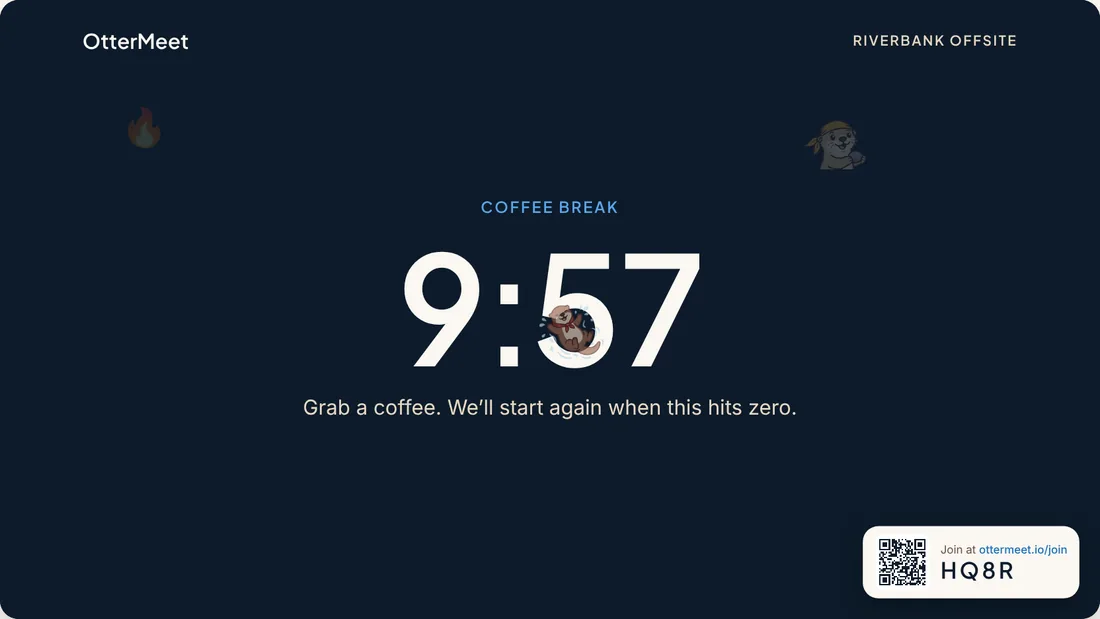 OtterMeet
RIVERBANK OFFSITE
COFFEE BREAK
9:57
Grab a coffee. We’ll start again when this hits zero.
Join at ottermeet.io/join
HQ8R